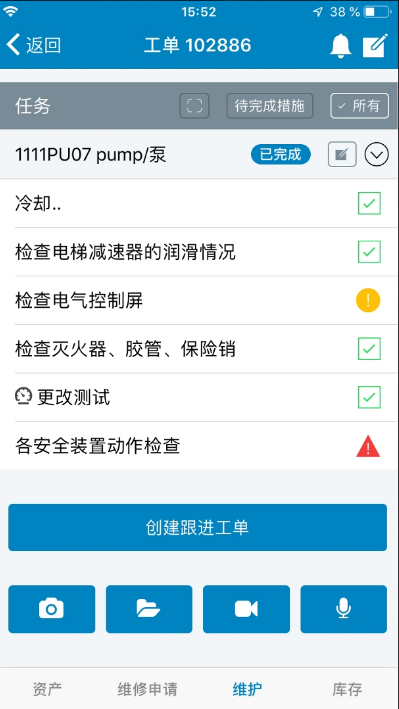 15:52
38 %
返回
工单 102886
任务
待完成措施
所有
1111PU07 pump/泵
已完成
冷却..
检查电梯减速器的润滑情况
检查电气控制屏
检查灭火器、胶管、保险销
更改测试
各安全装置动作检查
创建跟进工单
资产
维修申请
维护
库存